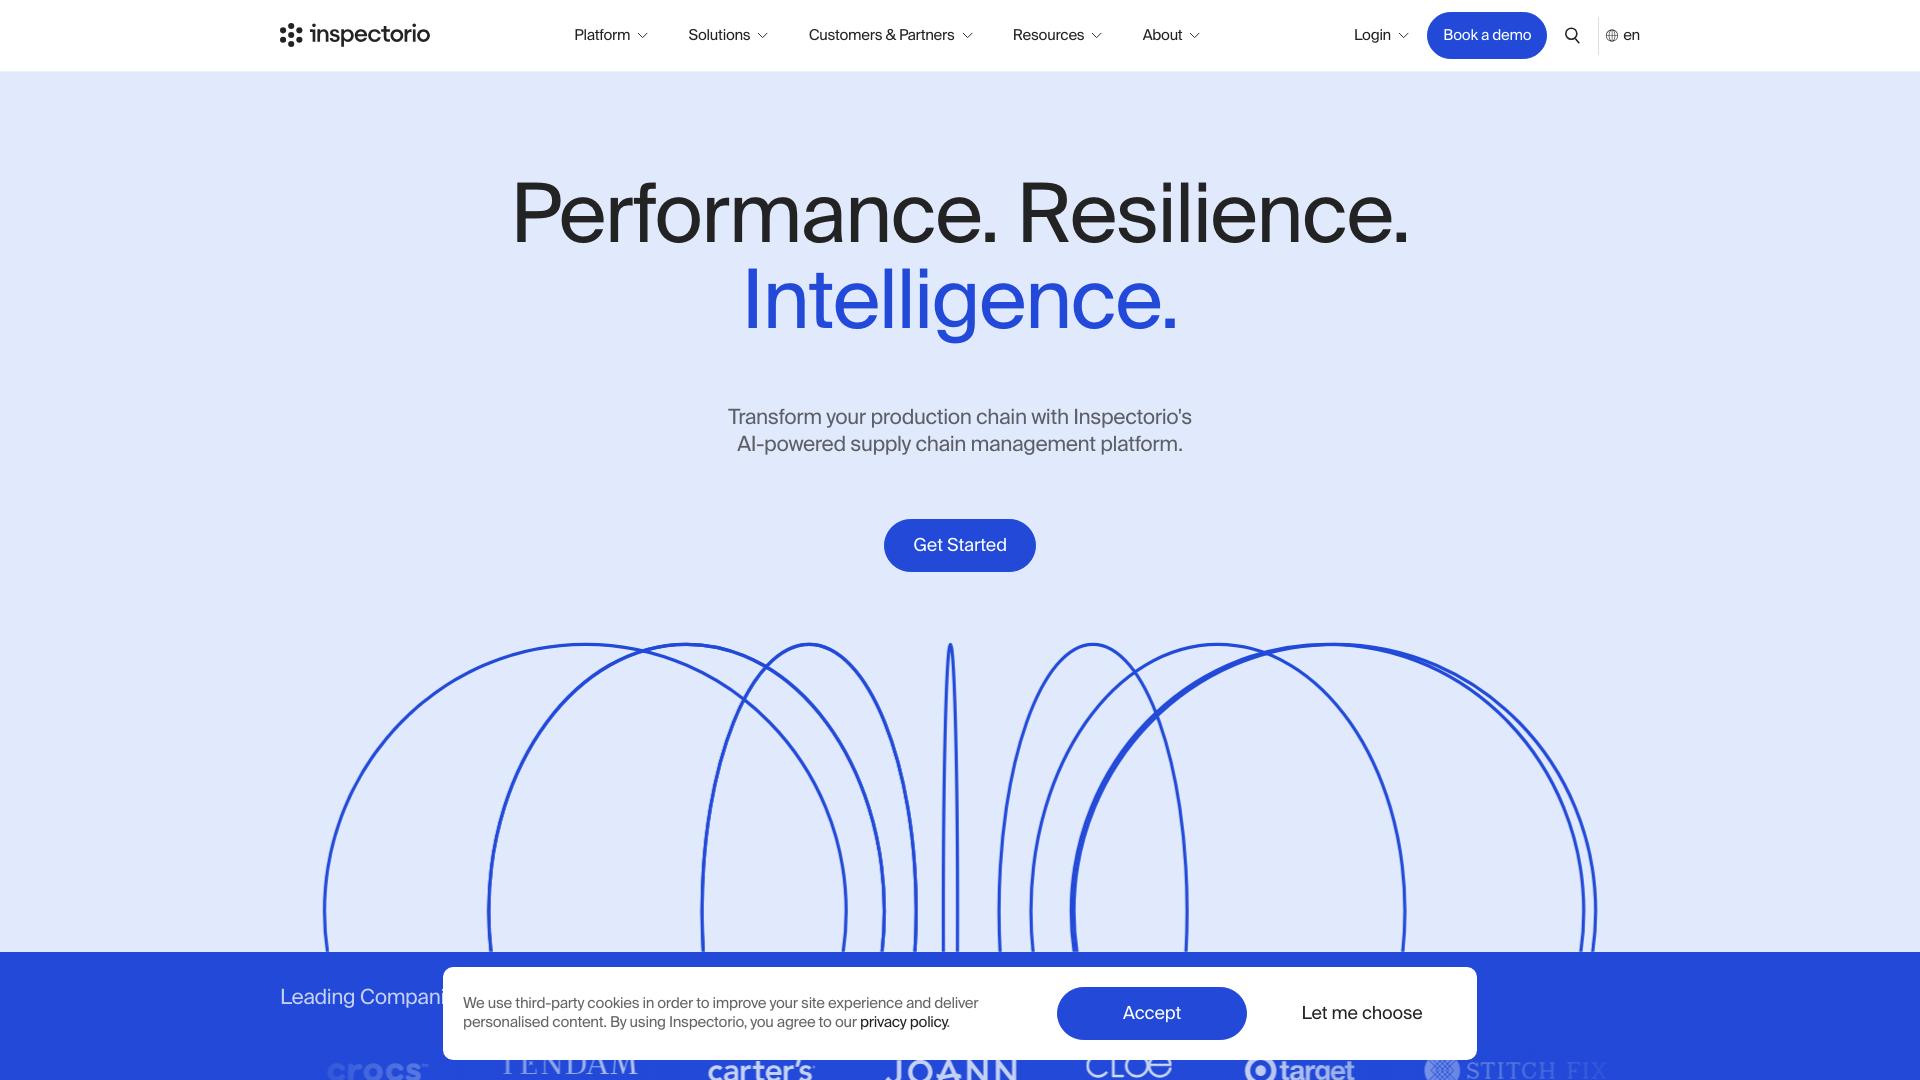 inspectorio
Platform
Solutions
Customers & Partners
Resources
About
Login
Book a demo
en
Performance. Resilience.
Intelligence.
Transform your production chain with Inspectorio's
AI-powered supply chain management platform.
Get Started
Leading Compani
We use third-party cookies in order to improve your site experience and deliver
personalised content. By using Inspectorio, you agree to our privacy policy.
Accept
Let me choose
crocs™
TENDAM
carter's
JOANN
CLOE
target
STITCH FIX